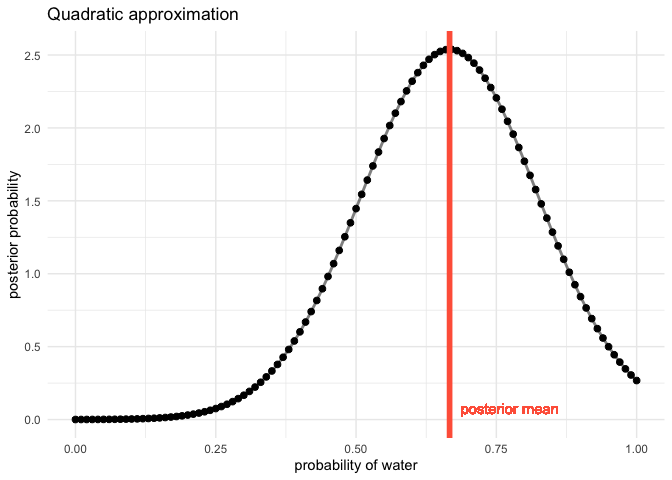 Quadratic approximation
posterior probability
2.5
2.0
1.5
1.0
0.5
0.0
posterior mean
0.00
0.25
0.50
0.75
1.00
probability of water